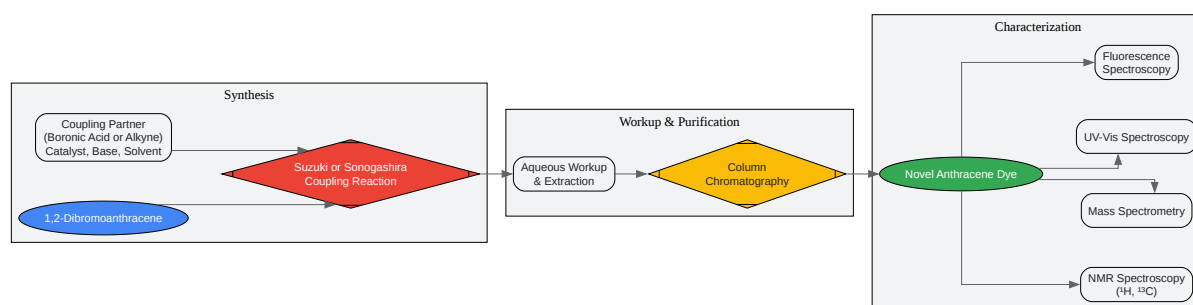 Synthesis
Coupling Partner
(Boronic Acid or Alkyne)
Catalyst, Base, Solvent
1,2-Dibromoanthracene
Suzuki or Sonogashira
Coupling Reaction
Workup & Purification
Aqueous Workup
& Extraction
Column
Chromatography
Characterization
Novel Anthracene Dye
Fluorescence
Spectroscopy
UV-Vis Spectroscopy
Mass Spectrometry
NMR Spectroscopy
(¹H, ¹³C)